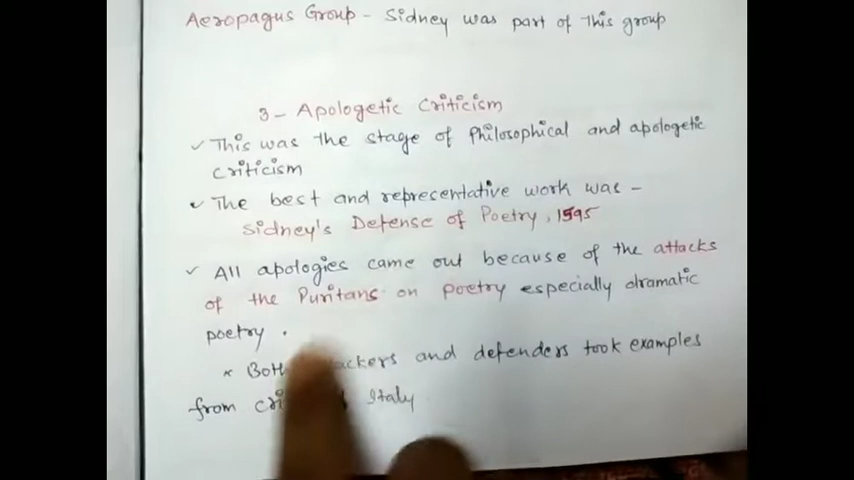 Aeropagus Group - Sidney was part of This group
3 - Apologetic Criticism
✓ This was the stage of Philosophical and apologetic
criticism
✓ The best and representative work was -
Sidney's Defense of Poetry, 1595
✓ All apologies came out because of the attacks
of the Puritans on poetry especially dramatic
poetry.
× and defenders took examples
from Italy